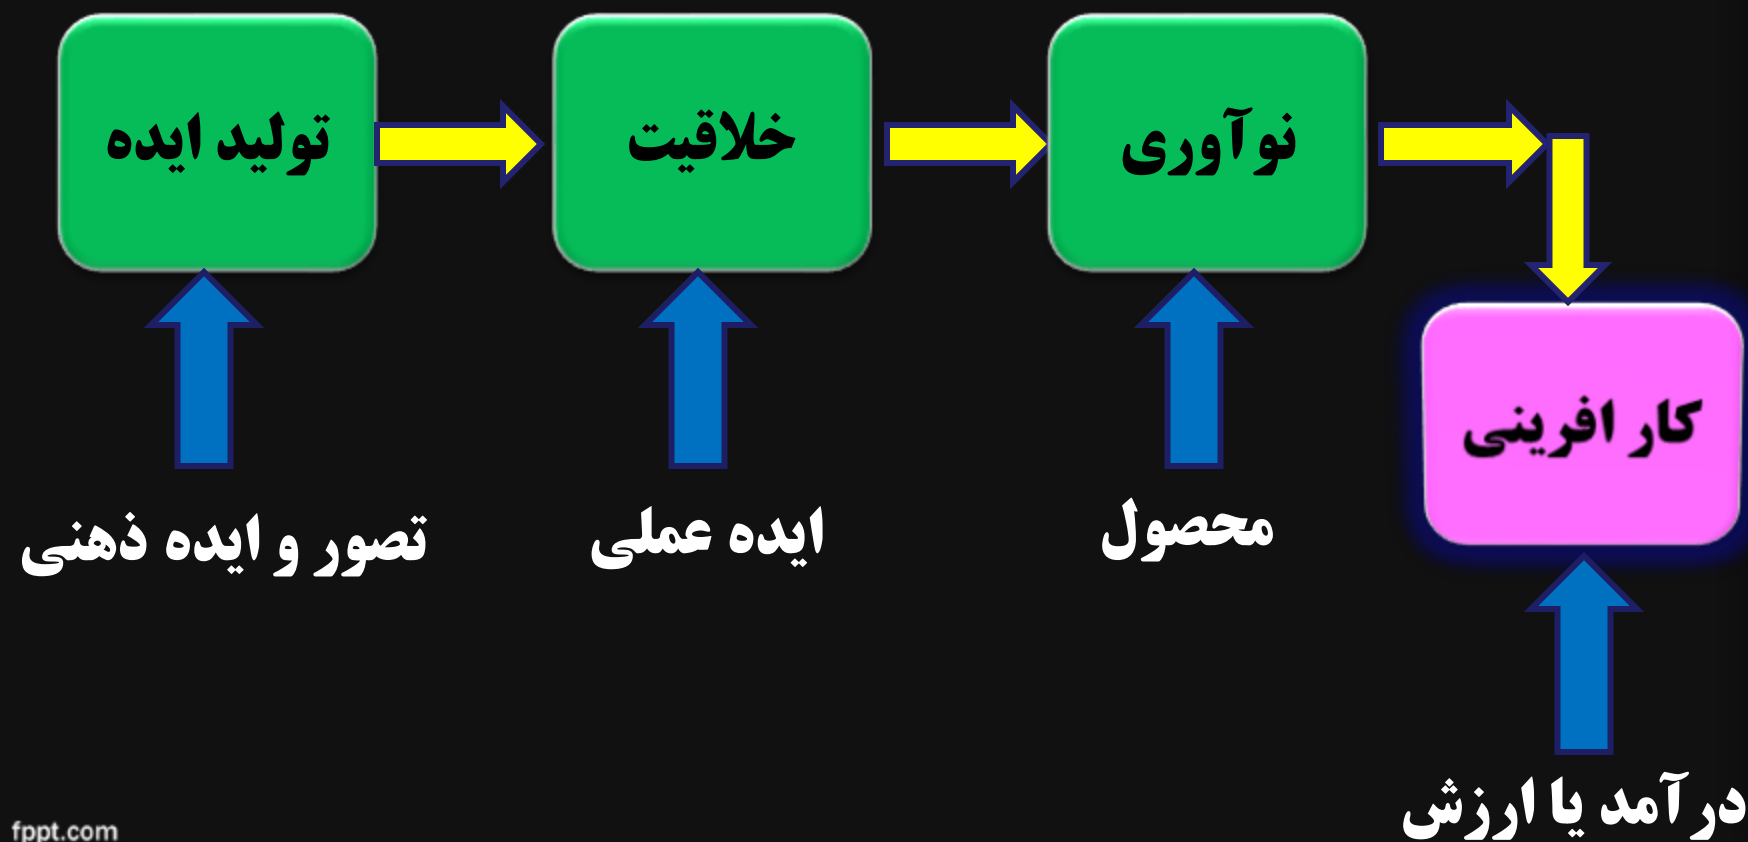 تولید ایده
خلاقیت
نوآوری
کار افرینی
تصور و ایده ذهنی
ایده عملی
محصول
درآمد یا ارزش
fppt.com